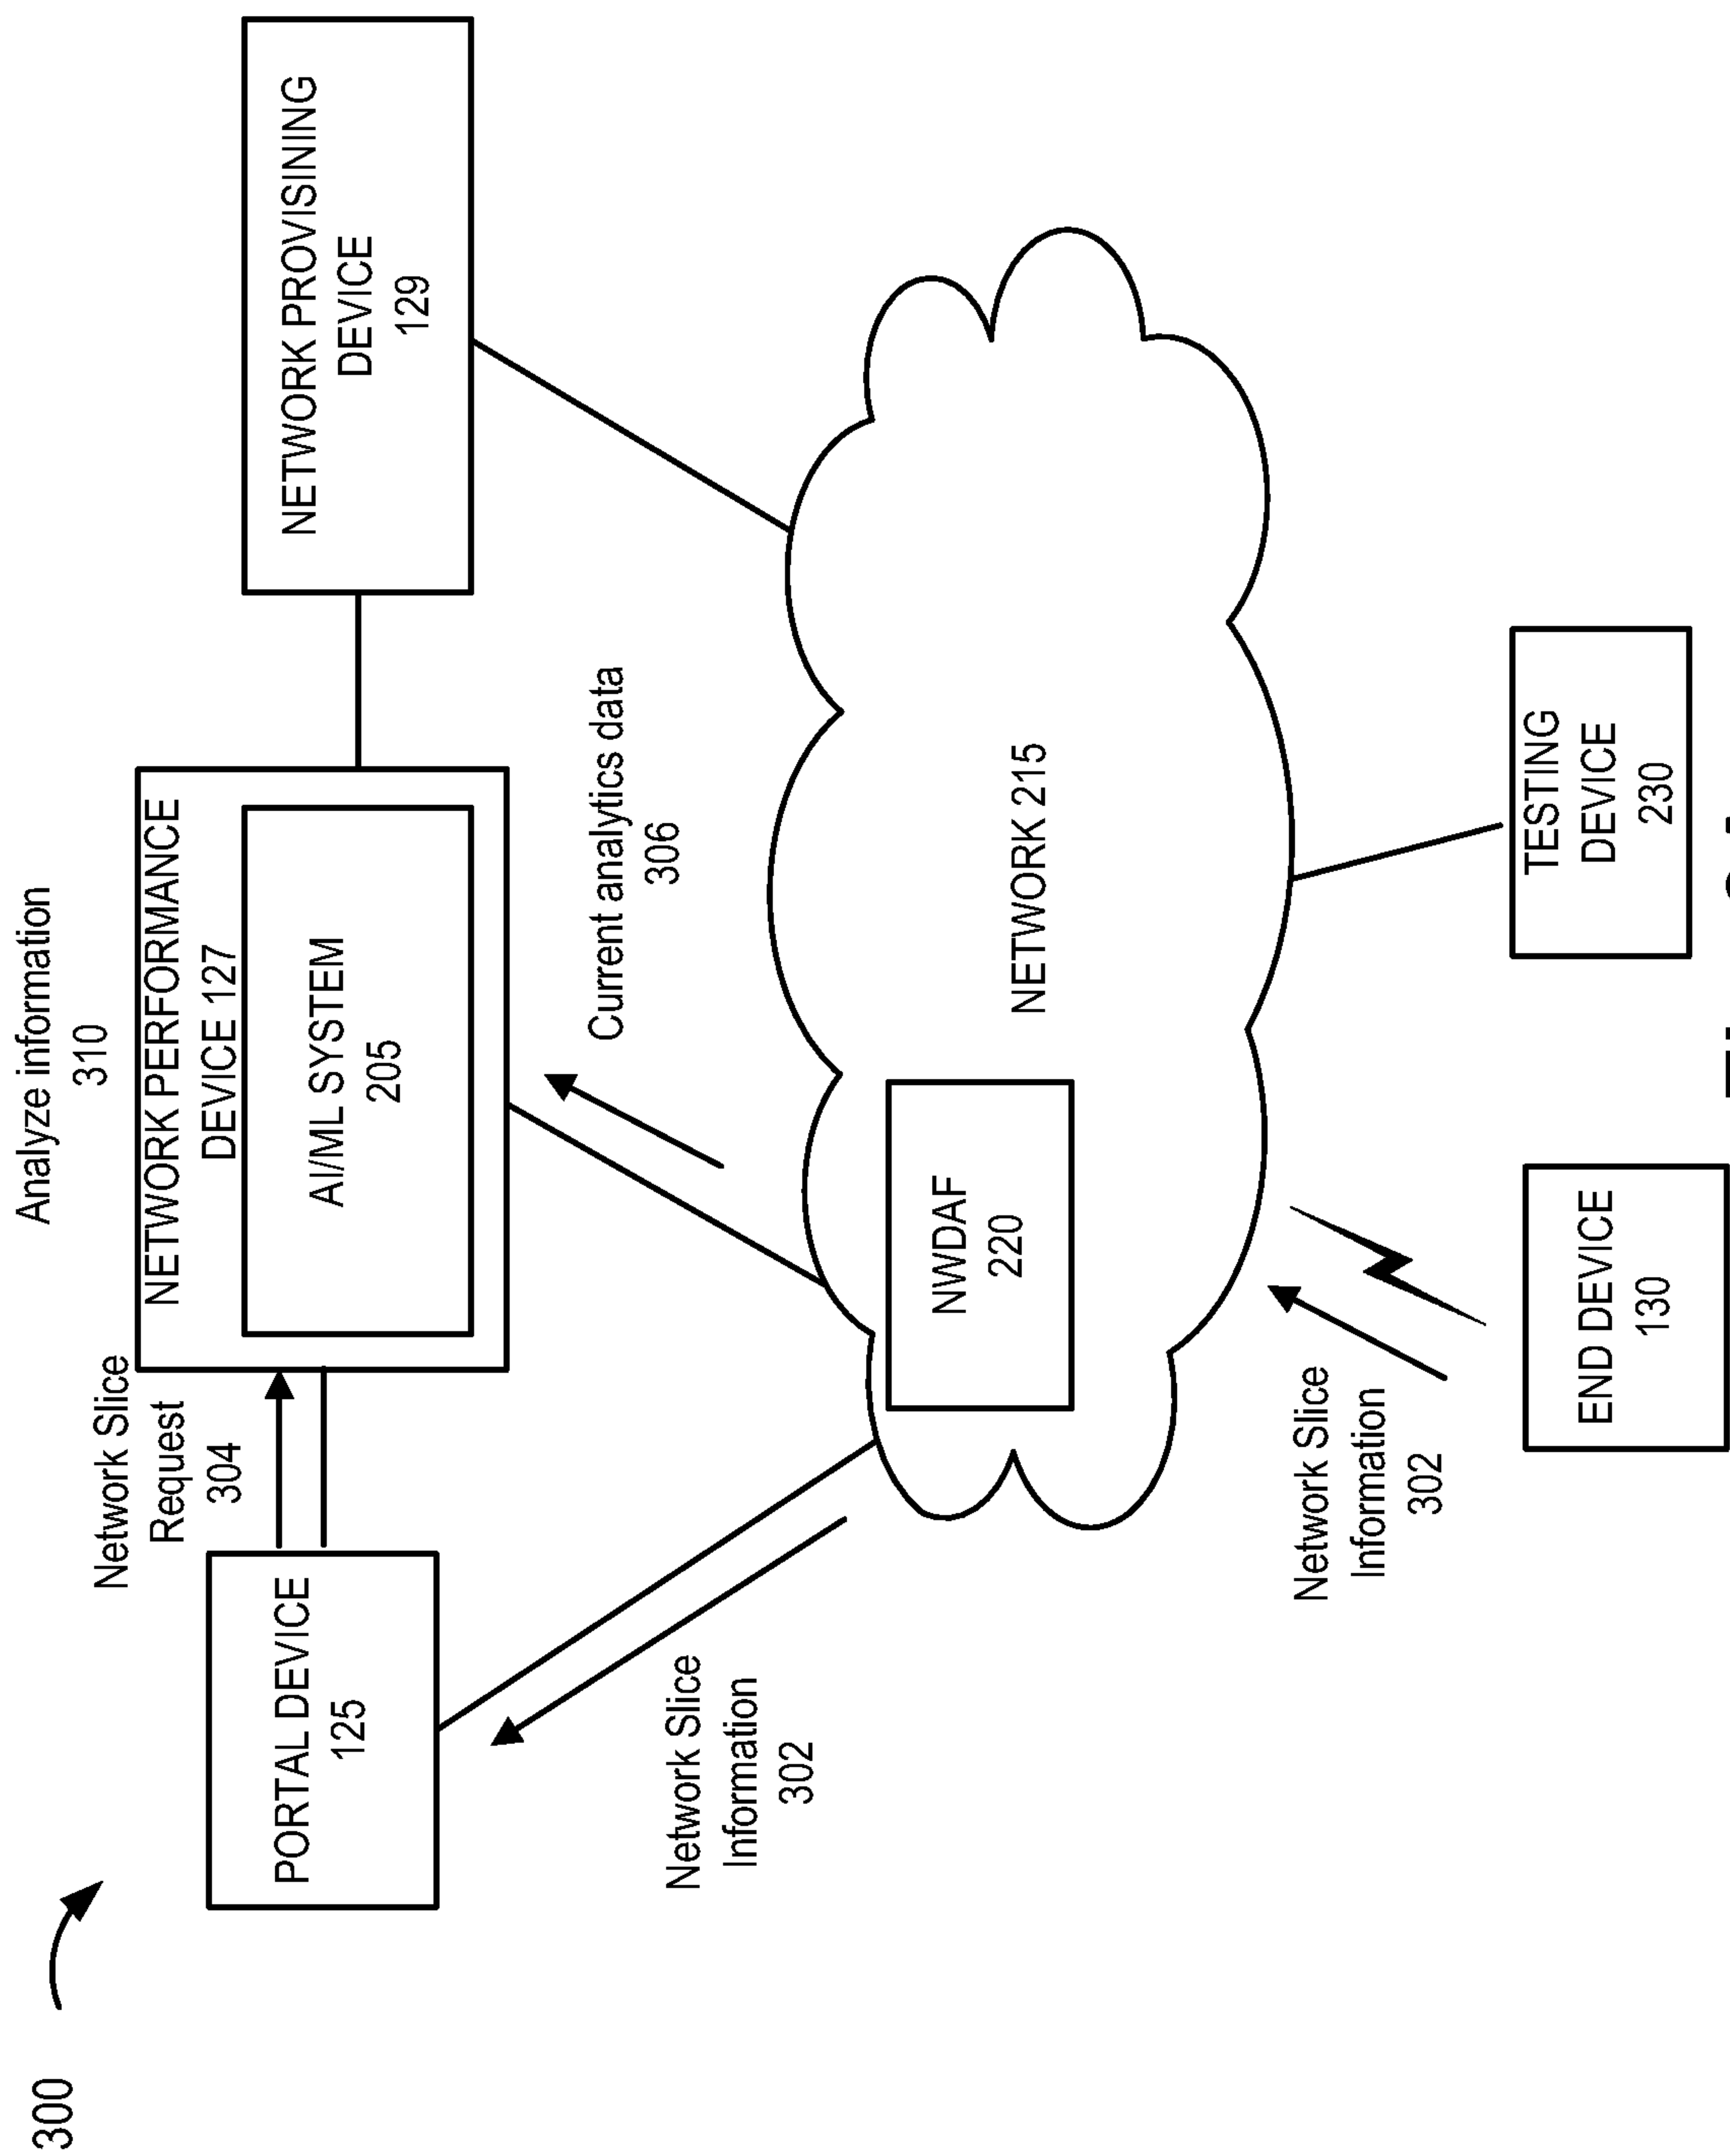 300
Analyze information
310
Network Slice
Request
304
PORTAL DEVICE
125
NETWORK PERFORMANCE
DEVICE 127
AI/ML SYSTEM
205
NETWORK PROVISINING
DEVICE
129
Network Slice
Information
302
Current analytics data
306
NWDAF
220
NETWORK 215
Network Slice
Information
302
END DEVICE
130
TESTING
DEVICE
230